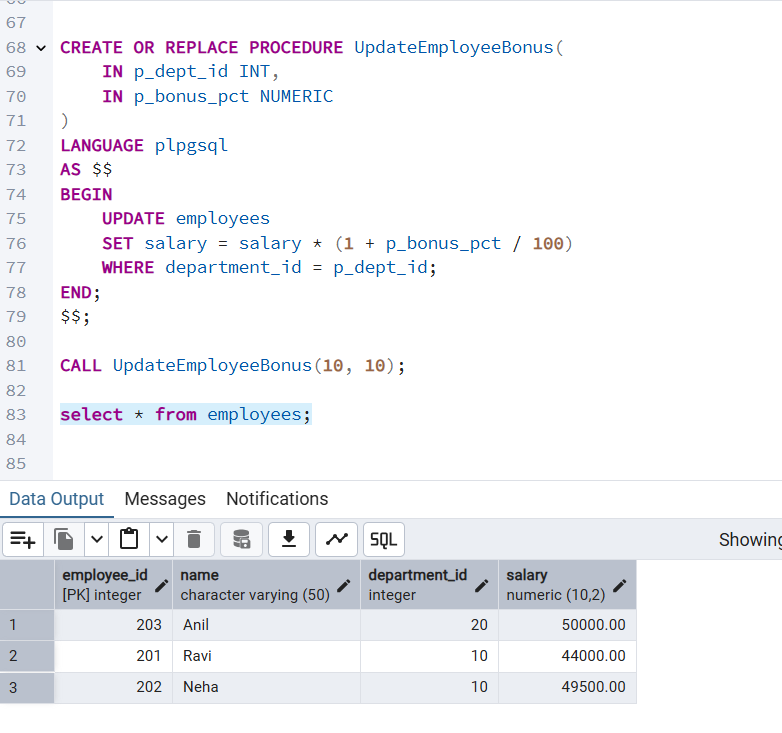 67
68 CREATE OR REPLACE PROCEDURE UpdateEmployeeBonus(
69 IN p_dept_id INT,
70 IN p_bonus_pct NUMERIC
71 )
72 LANGUAGE plpgsql
73 AS $$
74 BEGIN
75 UPDATE employees
76 SET salary = salary * (1 + p_bonus_pct / 100)
77 WHERE department_id = p_dept_id;
78 END;
79 $$;
80
81 CALL UpdateEmployeeBonus(10, 10);
82
83 select * from employees;
84
85
Data Output Messages Notifications
SQL Showing
employee_id name department_id salary
[PK] integer character varying (50) integer numeric (10,2)
1 203 Anil 20 50000.00
2 201 Ravi 10 44000.00
3 202 Neha 10 49500.00